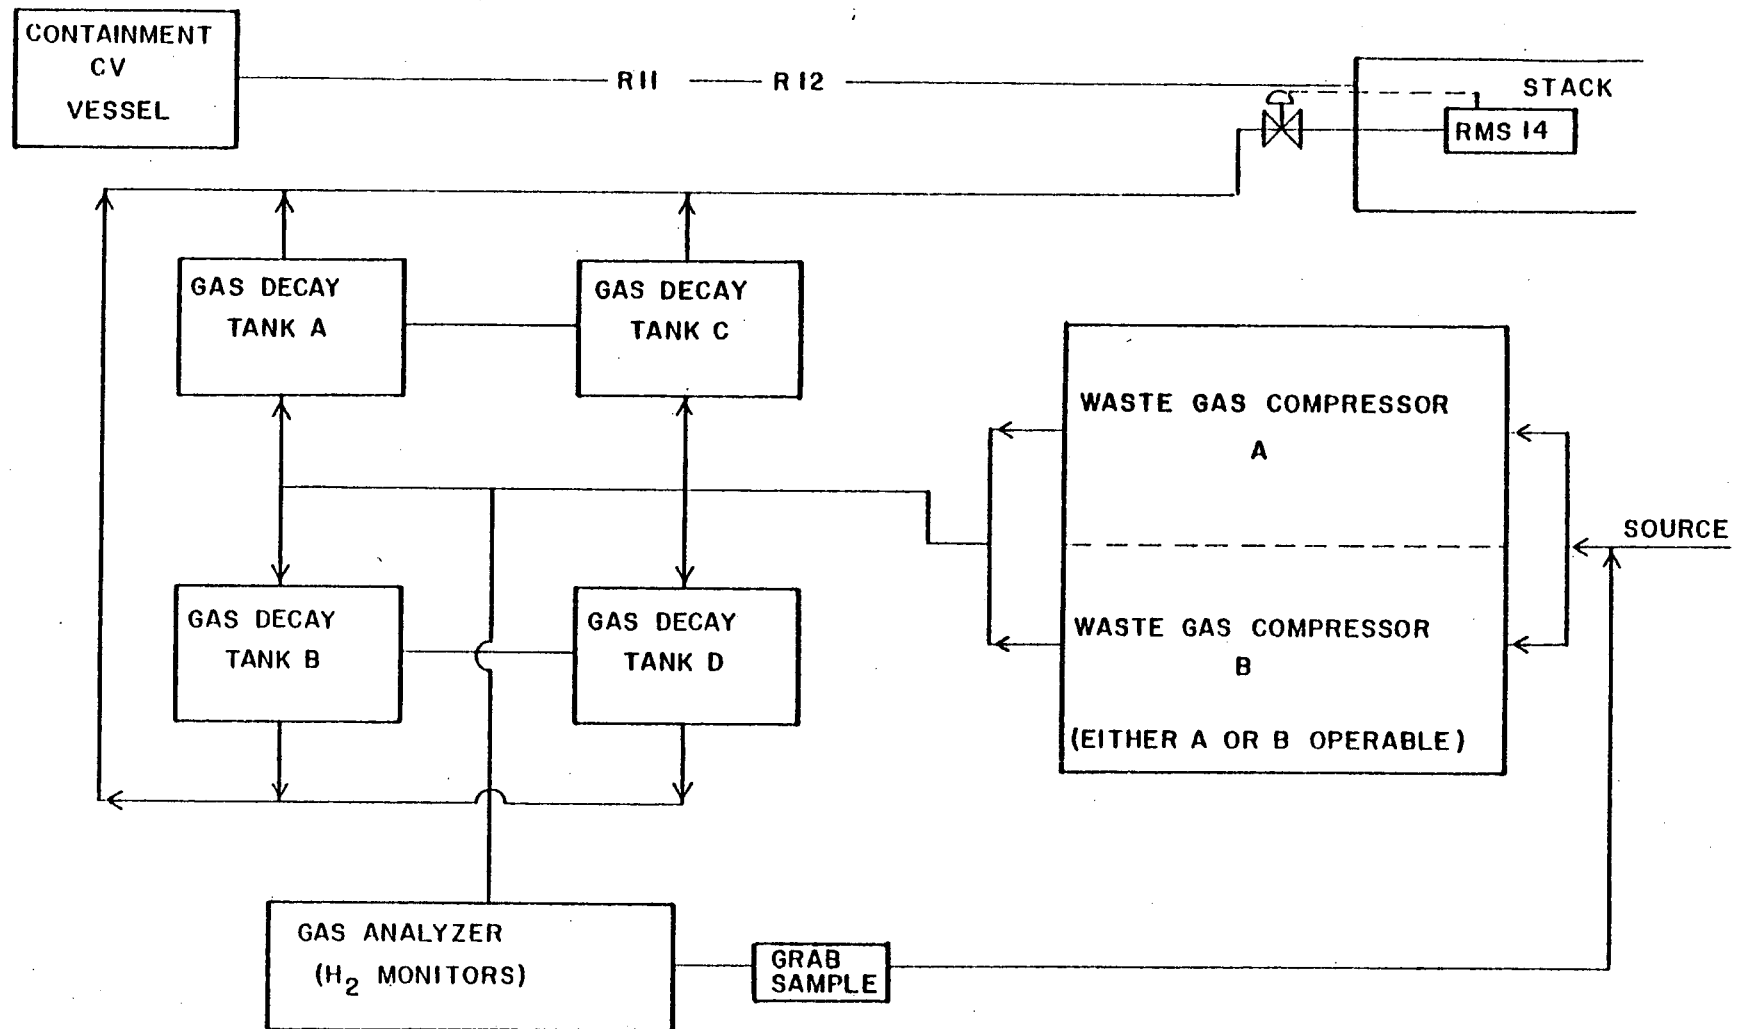 CONTAINMENT
CV
VESSEL
R11
R12
STACK
RMS 14
GAS DECAY
TANK A
GAS DECAY
TANK C
WASTE GAS COMPRESSOR
A
SOURCE
GAS DECAY
TANK B
GAS DECAY
TANK D
WASTE GAS COMPRESSOR
B
(EITHER A OR B OPERABLE)
GAS ANALYZER
(H₂ MONITORS)
GRAB
SAMPLE